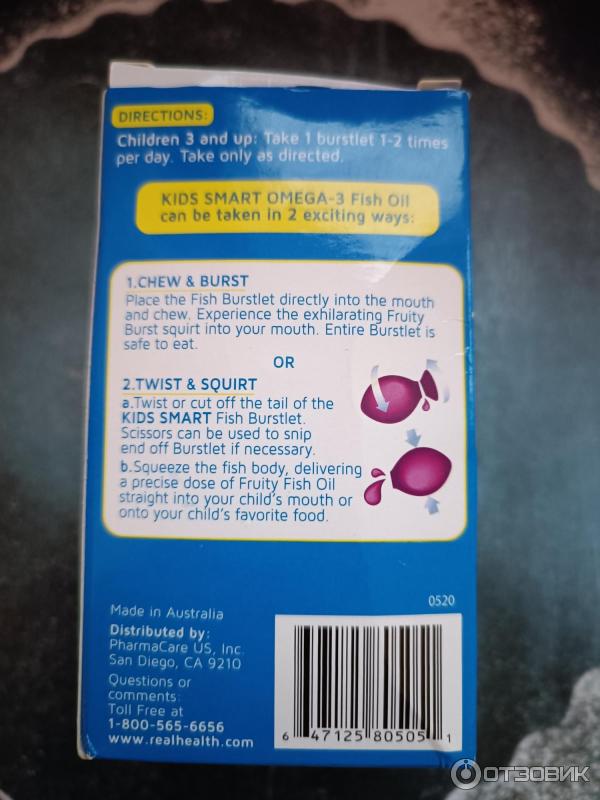 DIRECTIONS:
Children 3 and up: Take 1 burstlet 1-2 times
per day. Take only as directed.
KIDS SMART OMEGA-3 Fish Oil
can be taken in 2 exciting ways:
1.CHEW & BURST
Place the Fish Burstlet directly into the mouth
and chew. Experience the exhilarating Fruity
Burst squirt into your mouth. Entire Burstlet is
safe to eat.
OR
2.TWIST & SQUIRT
a.Twist or cut off the tail of the
KIDS SMART Fish Burstlet.
Scissors can be used to snip
end off Burstlet if necessary.
b.Squeeze the fish body, delivering
a precise dose of Fruity Fish Oil
straight into your child's mouth or
onto your child's favorite food.
0520
Made in Australia
Distributed by:
PharmaCare US, Inc.
San Diego, CA 9210
Questions or
comments:
Toll Free at
1-800-565-6656
www.realhealth.com
6 47125 80505 1
ОТЗОВИК